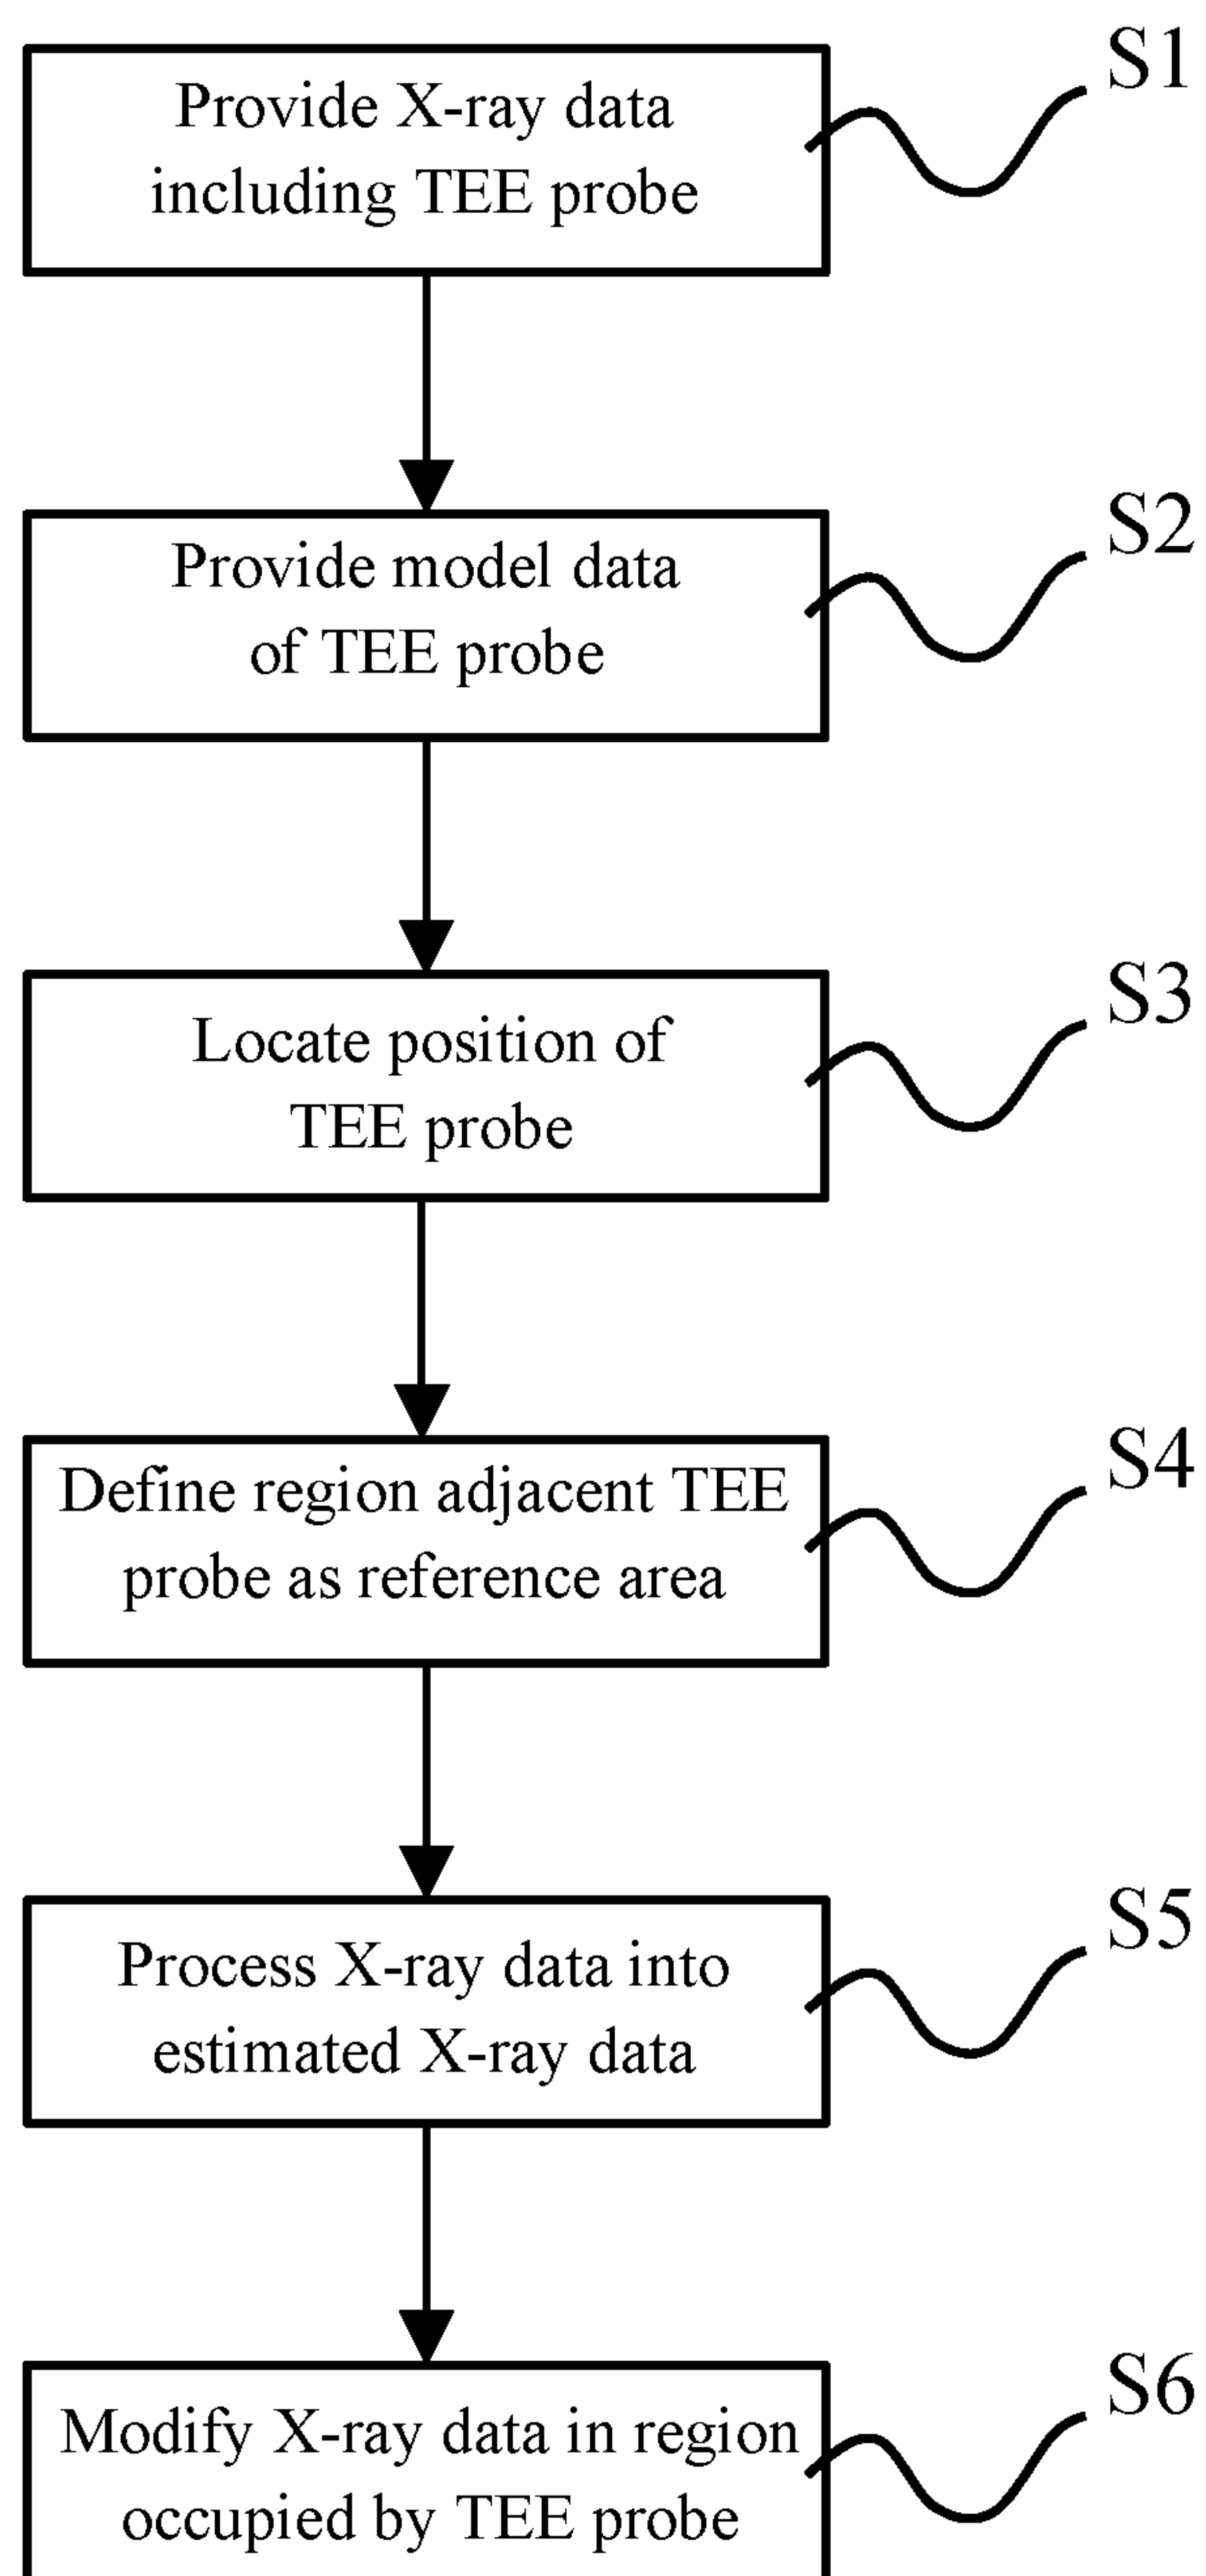 Provide X-ray data
including TEE probe
S1
Provide model data
of TEE probe
S2
Locate position of
TEE probe
S3
Define region adjacent TEE
probe as reference area
S4
Process X-ray data into
estimated X-ray data
S5
Modify X-ray data in region
occupied by TEE probe
S6